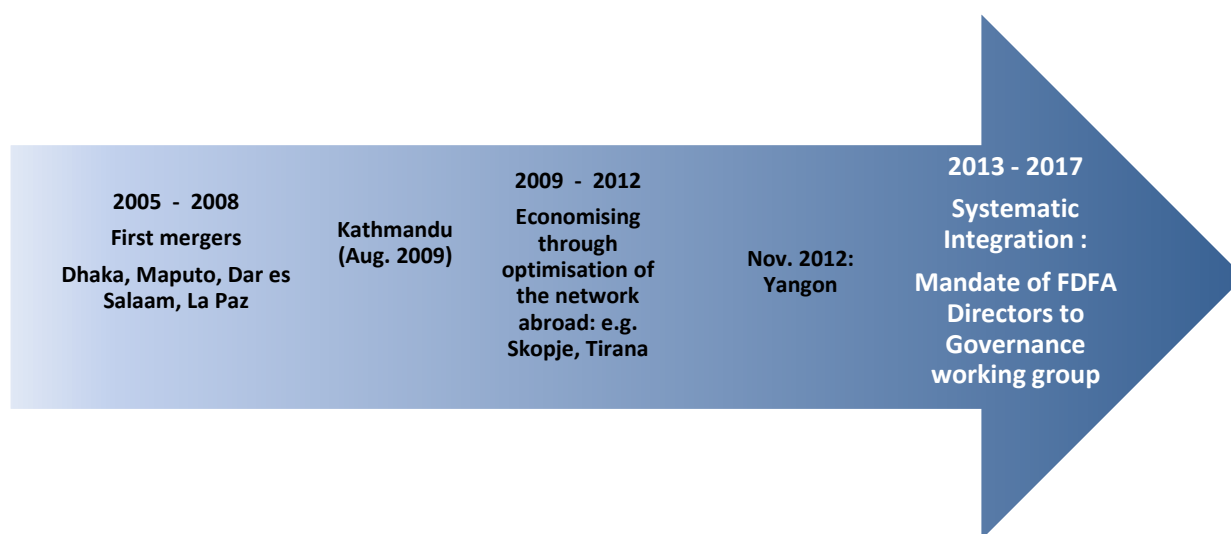 2005 - 2008
First mergers
Dhaka, Maputo, Dar es
Salaam, La Paz
Kathmandu
(Aug. 2009)
2009 - 2012
Economising
through
optimisation of
the network
abroad: e.g.
Skopje, Tirana
Nov. 2012:
Yangon
2013 - 2017
Systematic
Integration :
Mandate of FDFA
Directors to
Governance
working group